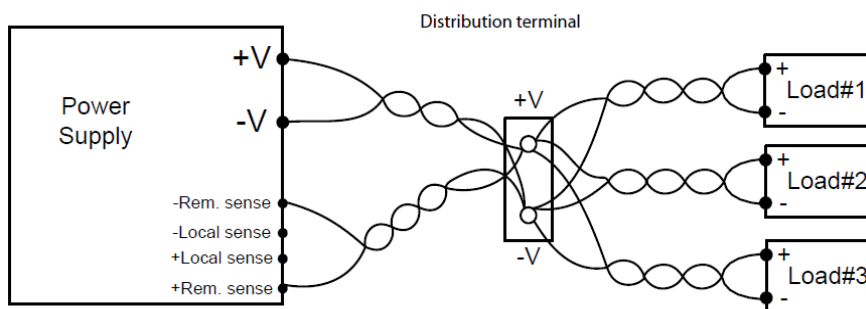 Distribution terminal
Power
Supply
+V
-V
-Rem. sense
-Local sense
+Local sense
+Rem. sense
+V
-V
+
Load#1
-
+
Load#2
-
+
Load#3
-